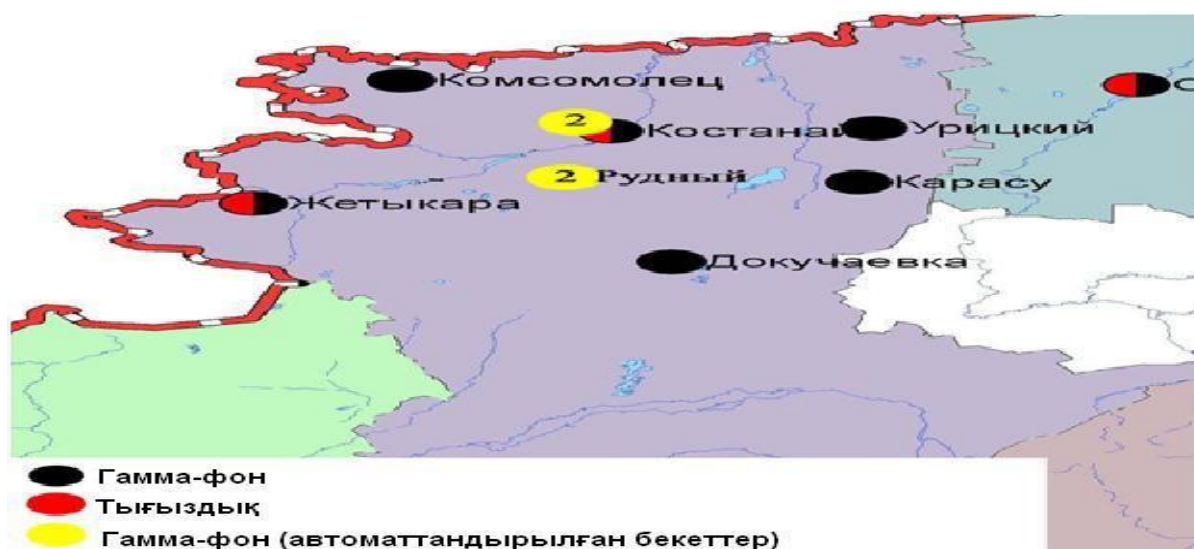 Комсомолец
2
Костанай
Урицкий
2 Рудный
Карасу
Жетыкара
Докучаевка
Гамма-фон
Тығыздық
Гамма-фон (автоматтандырылған бекеттер)